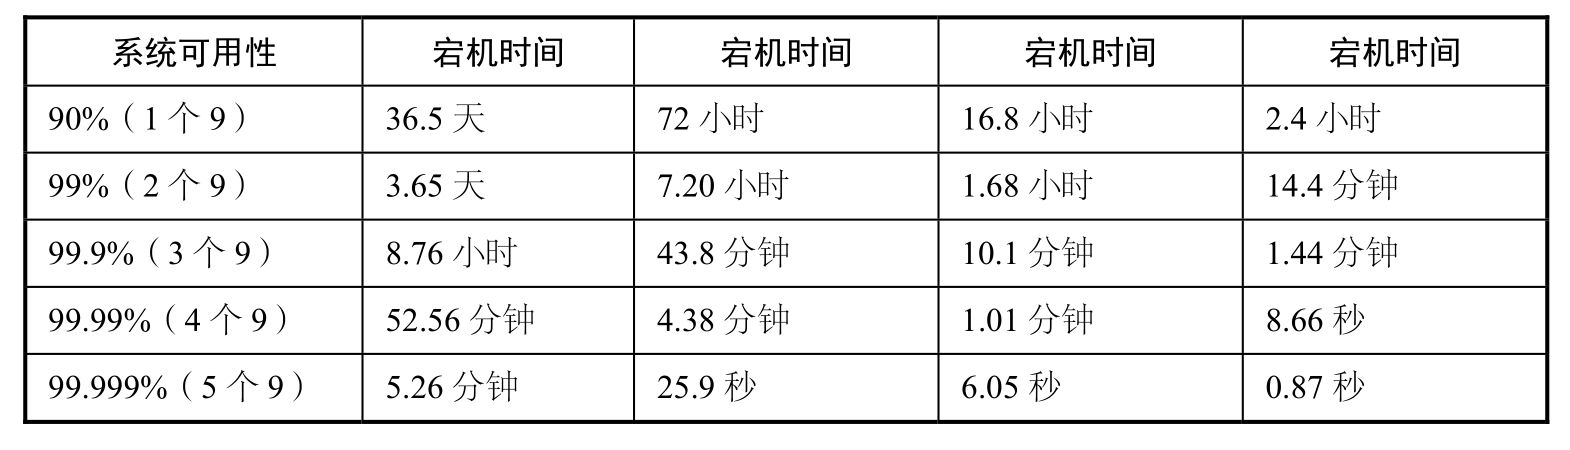 系统可用性 宕机时间 宕机时间 宕机时间 宕机时间
90%（1 个 9） 36.5 天 72 小时 16.8 小时 2.4 小时
99%（2 个 9） 3.65 天 7.20 小时 1.68 小时 14.4 分钟
99.9%（3 个 9） 8.76 小时 43.8 分钟 10.1 分钟 1.44 分钟
99.99%（4 个 9） 52.56 分钟 4.38 分钟 1.01 分钟 8.66 秒
99.999%（5 个 9） 5.26 分钟 25.9 秒 6.05 秒 0.87 秒